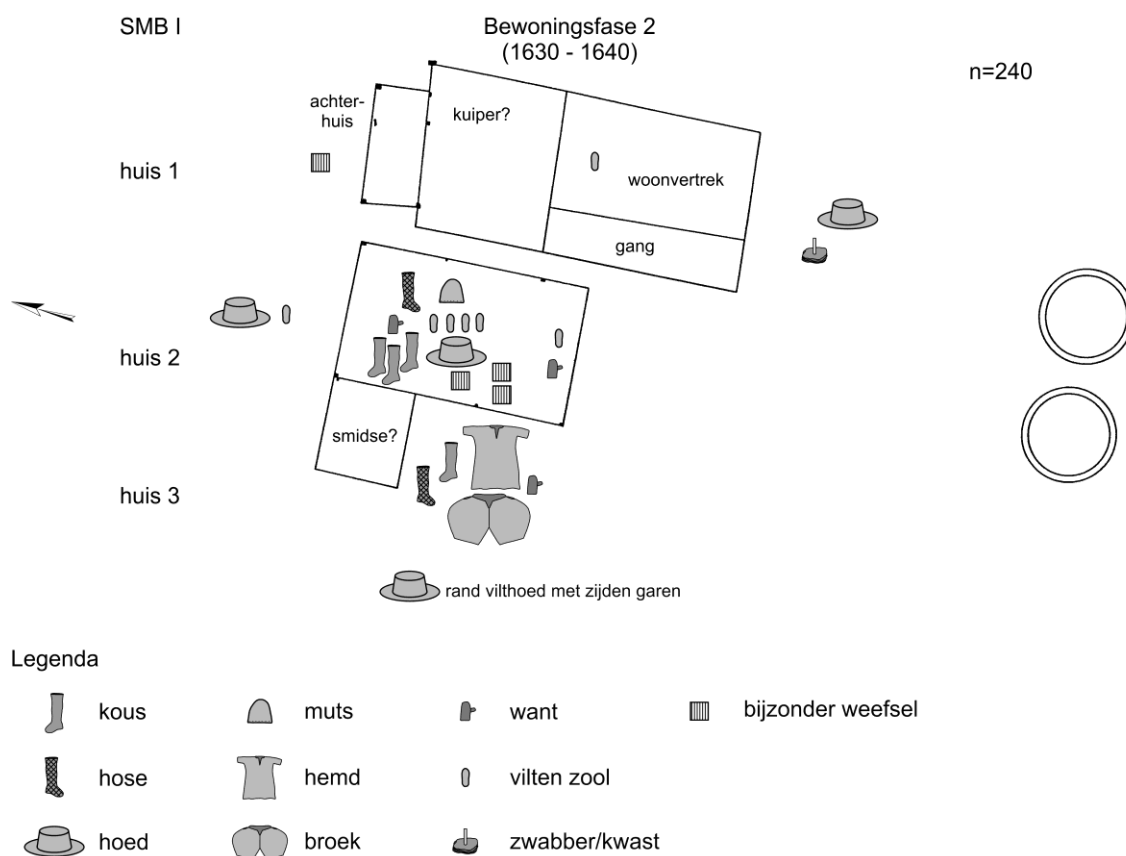 SMB I
Bewoningsfase 2
(1630 - 1640)
n=240
achter-
huis
kuiper?
huis 1
woonvertrek
gang
huis 2
smidse?
huis 3
rand vilthoed met zijden garen
Legenda
kous
muts
want
bijzonder weefsel
hose
hemd
vilten zool
hoed
broek
zwabber/kwast